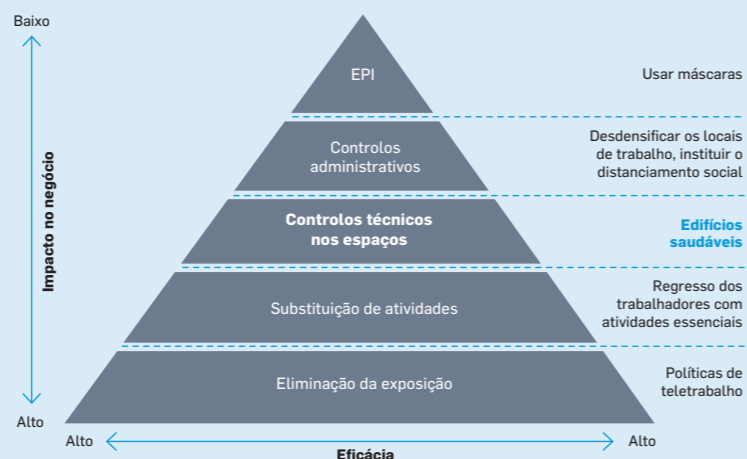 Baixo
EPI
Usar máscaras
Controlos
administrativos
Desdensificar os locais
de trabalho, instituir o
distanciamento social
Impacto no negócio
Controlos técnicos
nos espaços
Edifícios
saudáveis
Substituição de atividades
Regresso dos
trabalhadores com
atividades essenciais
Eliminação da exposição
Políticas de
teletrabalho
Alto
Alto
Alto
Eficácia